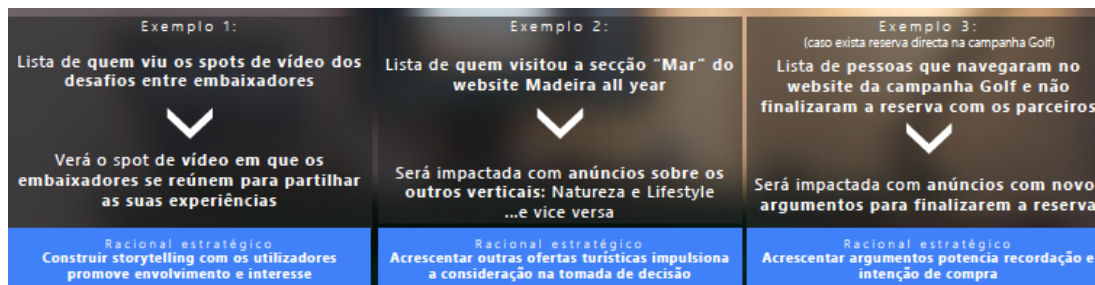 Exemplo 1:
Lista de quem viu os spots de vídeo dos
desafios entre embaixadores
Verá o spot de vídeo em que os
embaixadores se reúnem para partilhar
as suas experiências
Racional estratégico
Construir storytelling com os utilizadores
promove envolvimento e interesse
Exemplo 2:
Lista de quem visitou a secção “Mar” do
website Madeira all year
Será impactada com anúncios sobre os
outros verticais: Natureza e Lifestyle
...e vice versa
Racional estratégico
Acrescentar outras ofertas turísticas impulsiona
a consideração na tomada de decisão
Exemplo 3:
(caso exista reserva directa na campanha Golf)
Lista de pessoas que navegaram no
website da campanha Golf e não
finalizaram a reserva com os parceiros
Será impactada com anúncios com novo
argumentos para finalizarem a reserva
Racional estratégico
Acrescentar argumentos potencia recordação e
intenção de compra